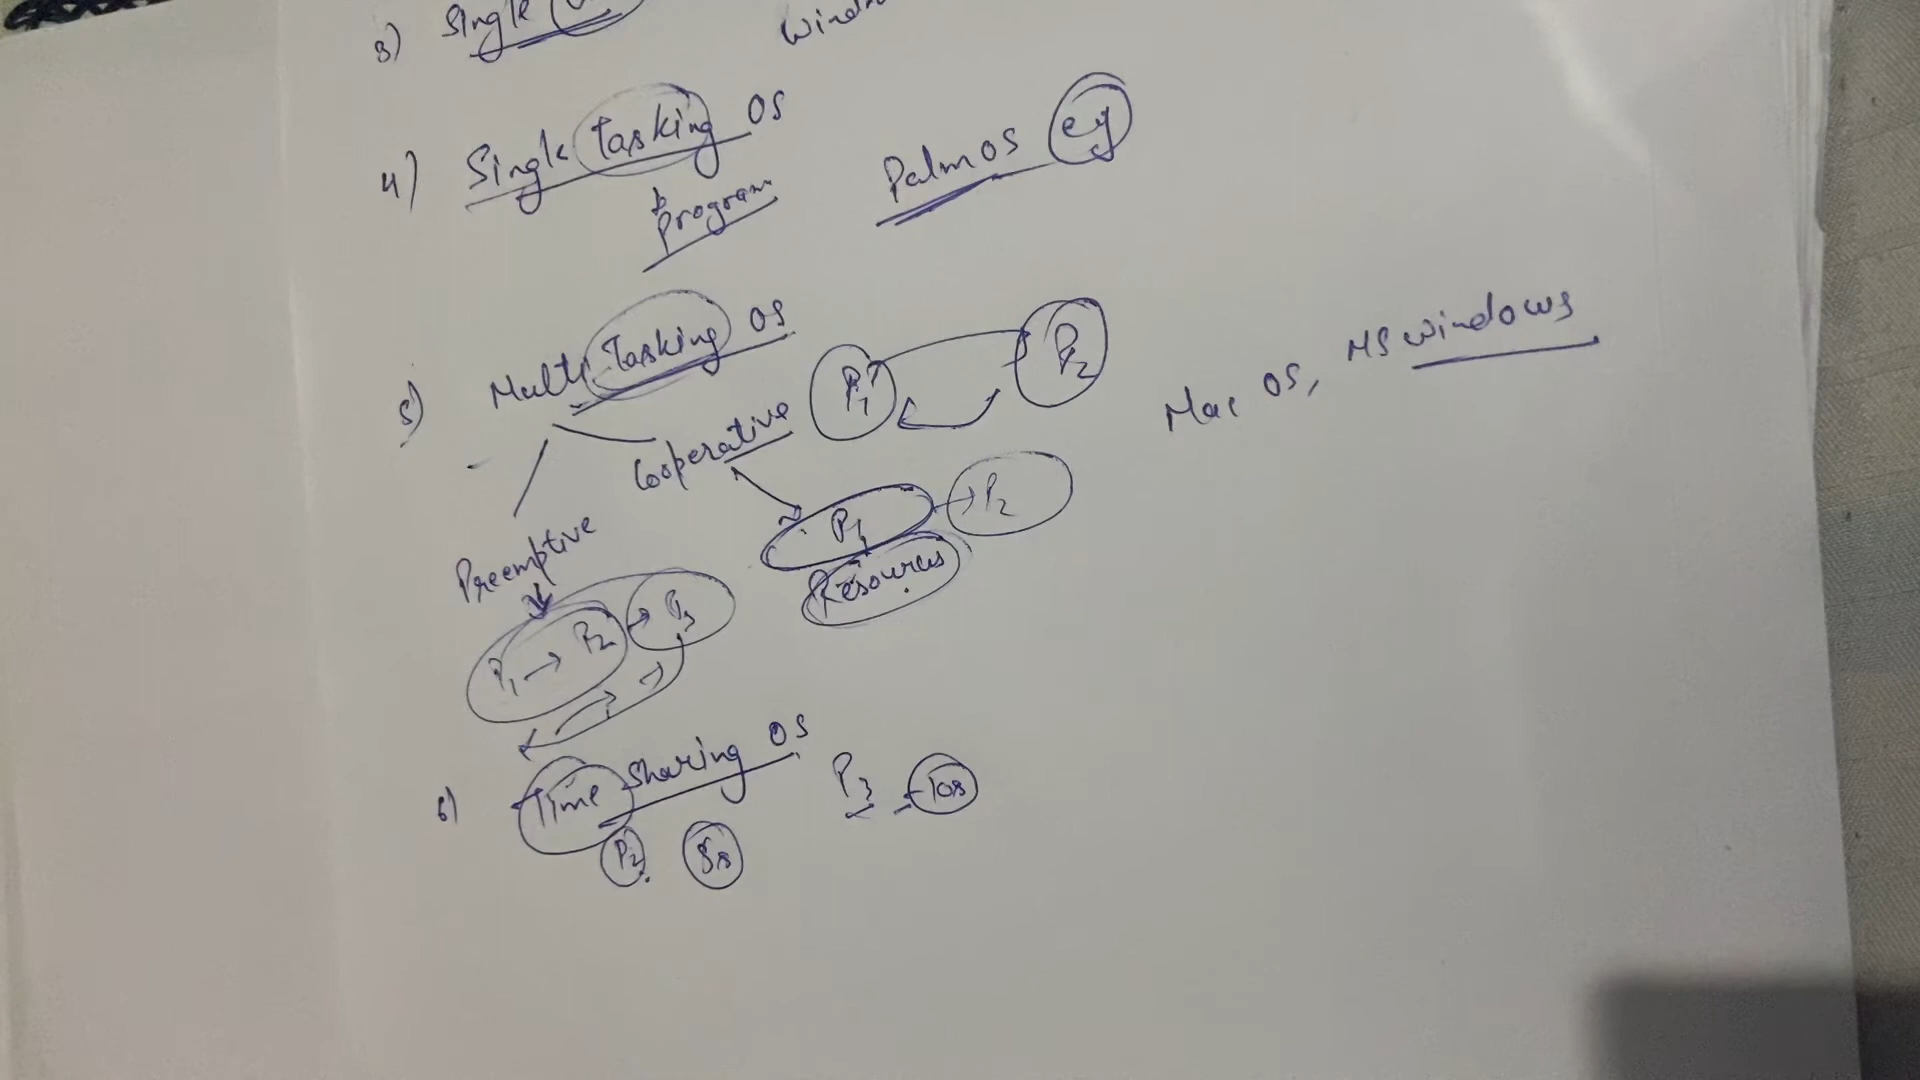 3) Single
4) Single Tasking OS
Program
Palm OS eg
5) Multi Tasking OS
Mac OS, MS Windows
Cooperative P1 P2
P1 → P2
Resources
Preemptive
P1 → P2 → P3
6) Time Sharing OS
P3 10s
P2 5s